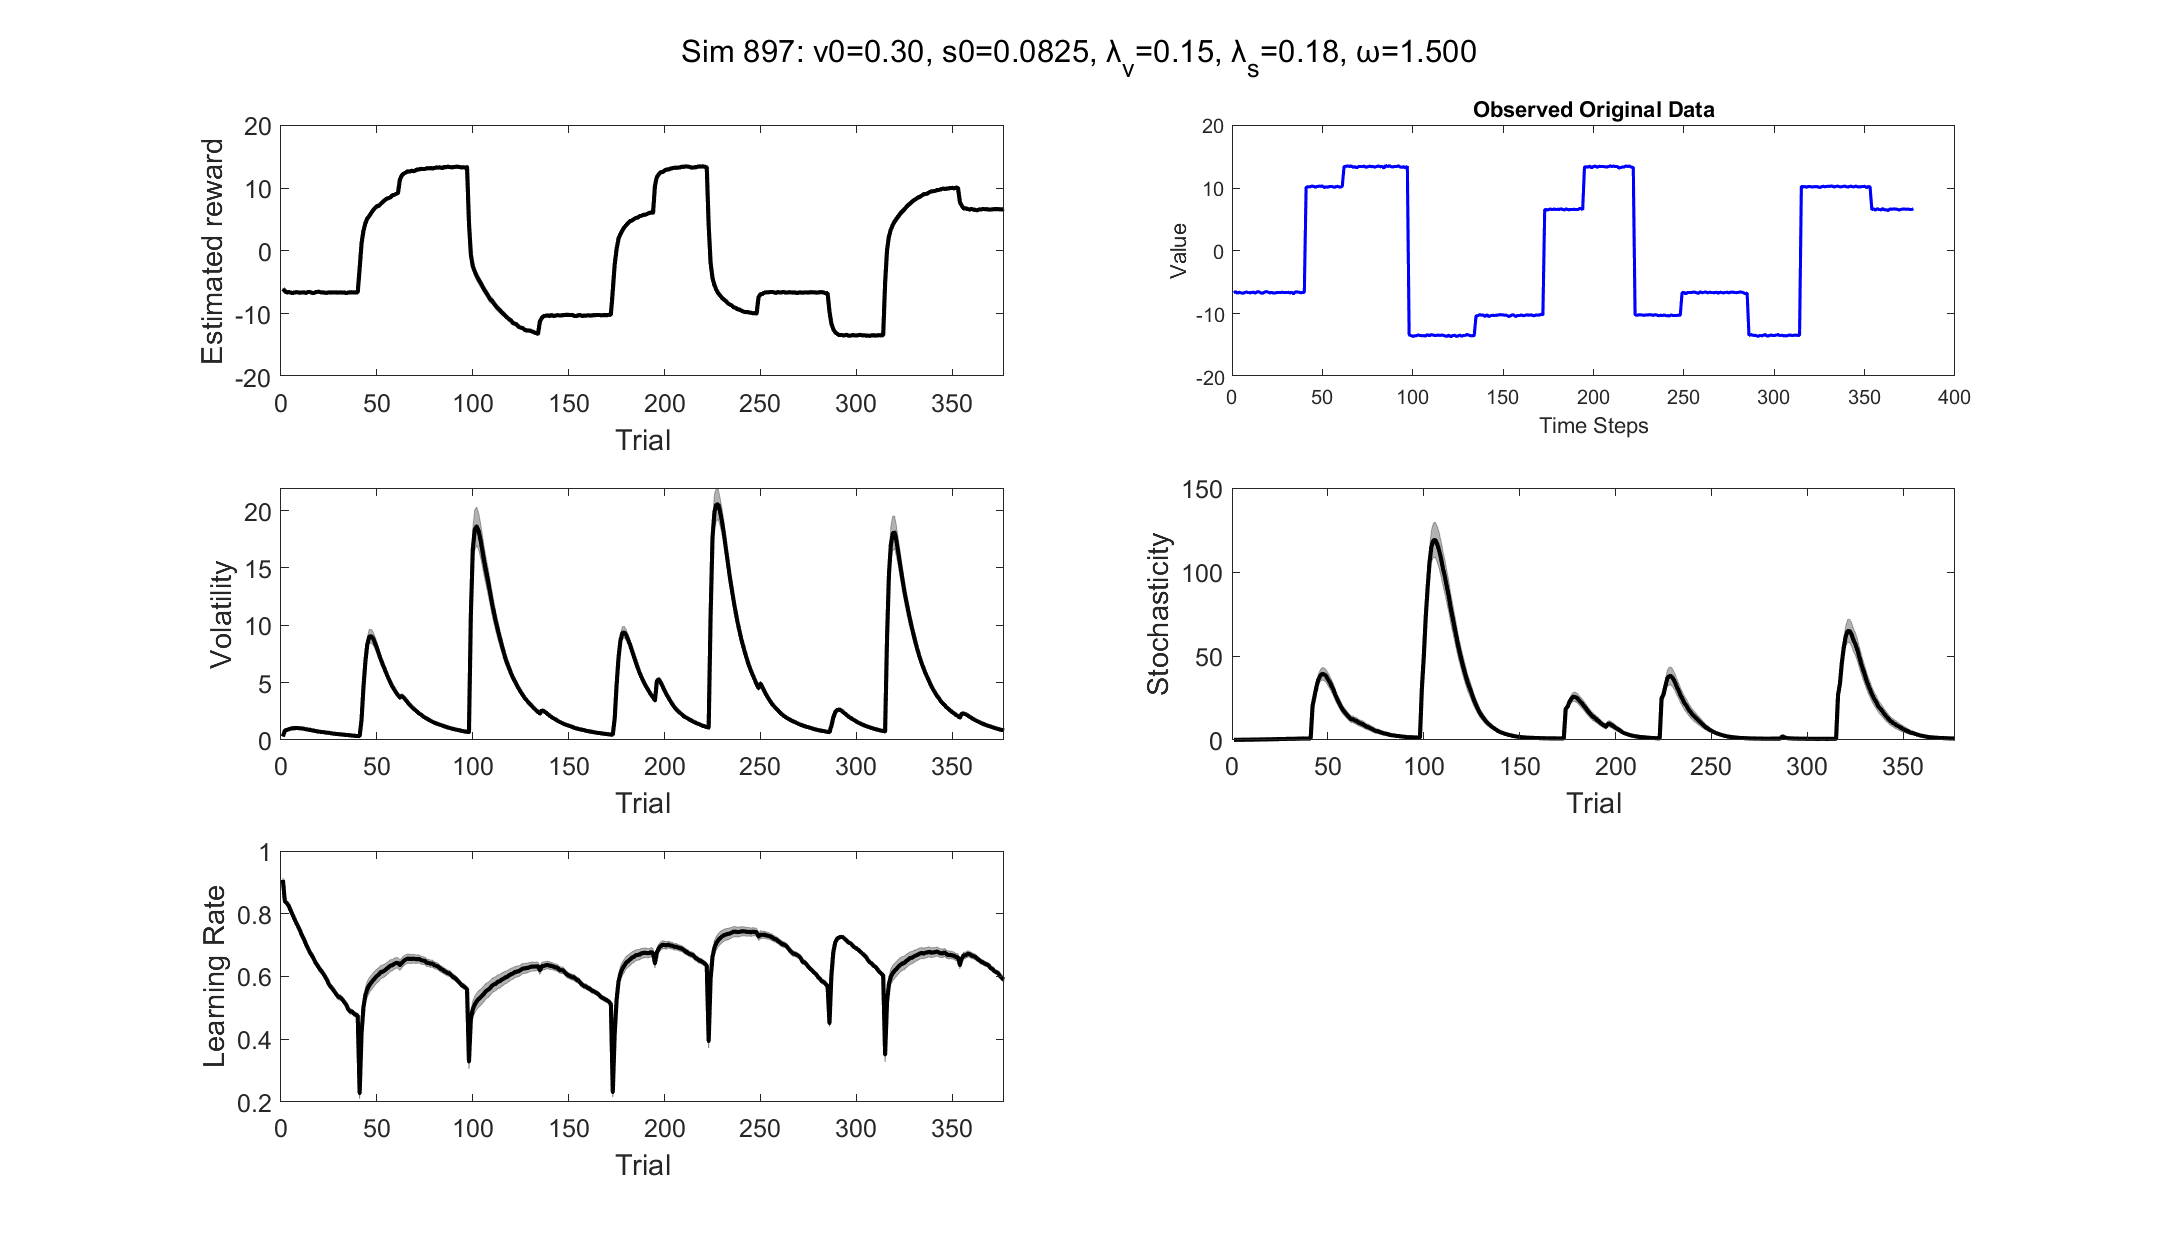 Sim 897: v0=0.30, s0=0.0825, λv=0.15, λs=0.18, ω=1.500
20
10
0
-10
-20
Estimated reward
0 50 100 150 200 250 300 350
Trial
Observed Original Data
20
10
0
-10
-20
Value
0 50 100 150 200 250 300 350 400
Time Steps
20
15
10
5
0
Volatility
0 50 100 150 200 250 300 350
Trial
150
100
50
0
Stochasticity
0 50 100 150 200 250 300 350
Trial
1
0.8
0.6
0.4
0.2
Learning Rate
0 50 100 150 200 250 300 350
Trial